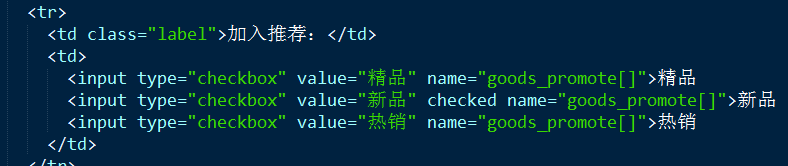 <tr>
<td class="label">加入推荐：</td>
<td>
<input type="checkbox" value="精品" name="goods_promote[]">精品
<input type="checkbox" value="新品" checked name="goods_promote[]">新品
<input type="checkbox" value="热销" name="goods_promote[]">热销
</td>
</tr>